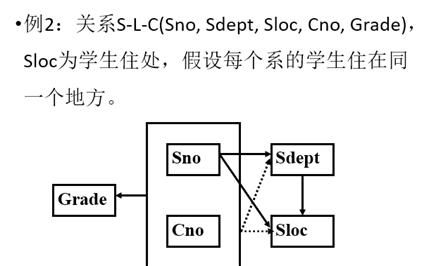 •例2：关系S-L-C(Sno, Sdept, Sloc, Cno, Grade),
Sloc为学生住处，假设每个系的学生住在同
一个地方。
Sno
Sdept
Grade
Cno
Sloc